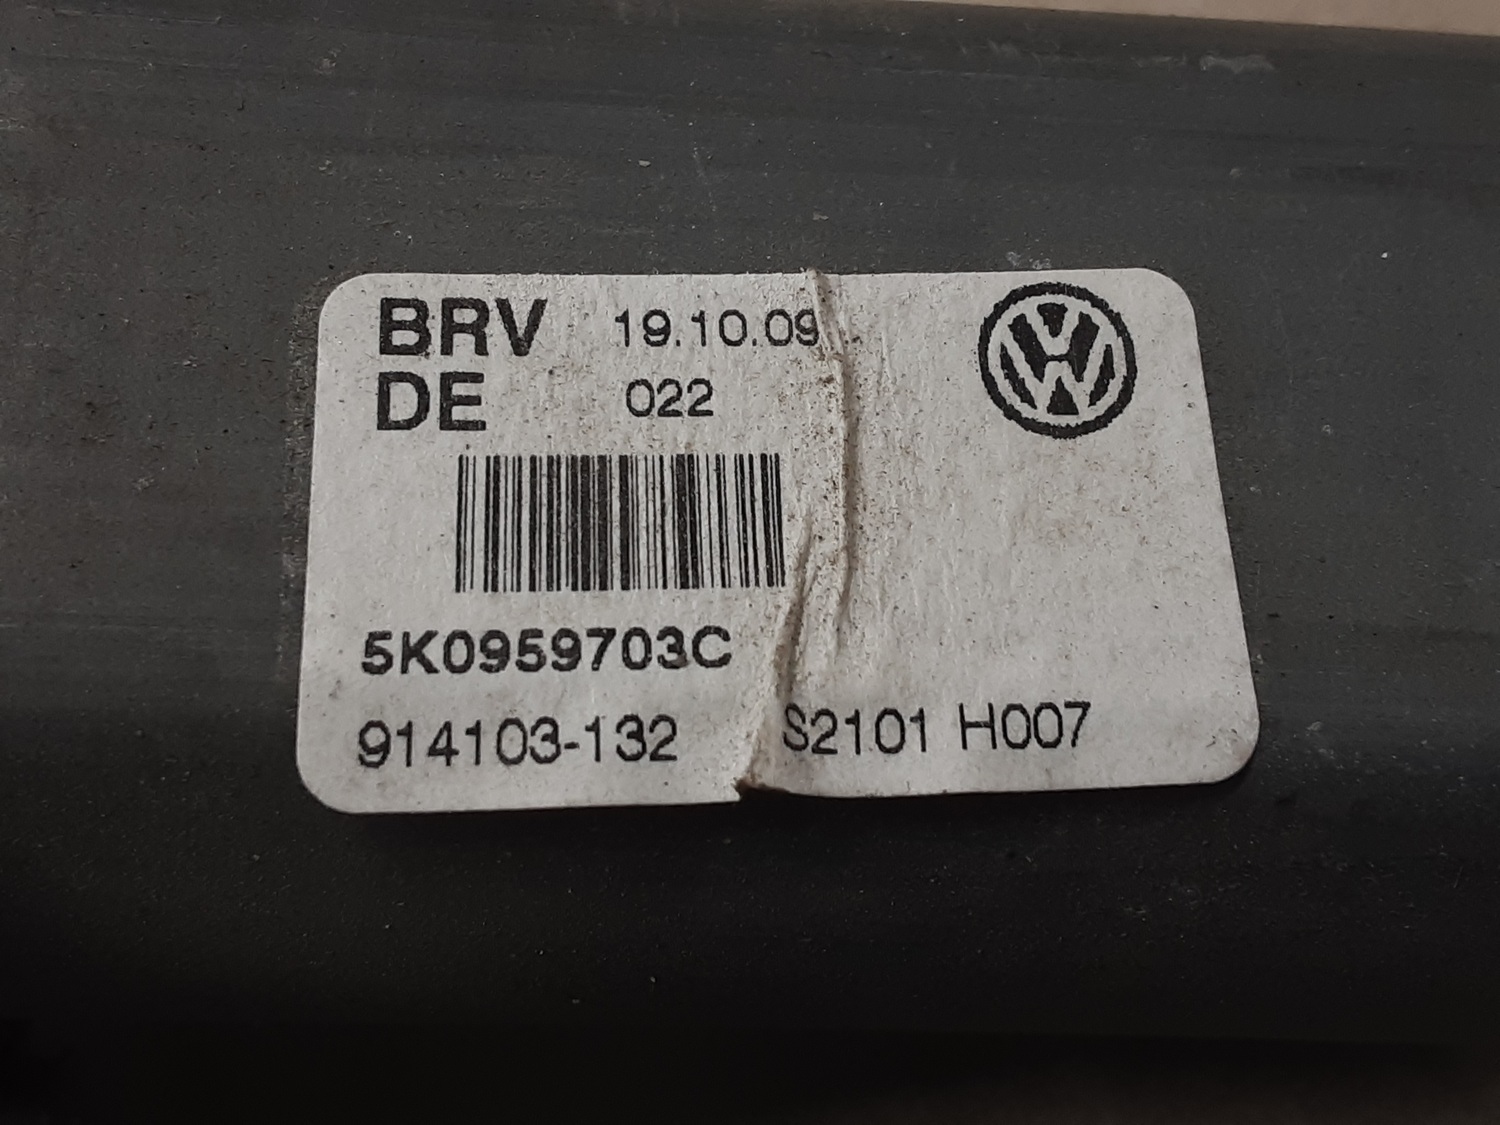 BRV 19.10.09
DE 022
5K0959703C
914103-132 S2101 H007